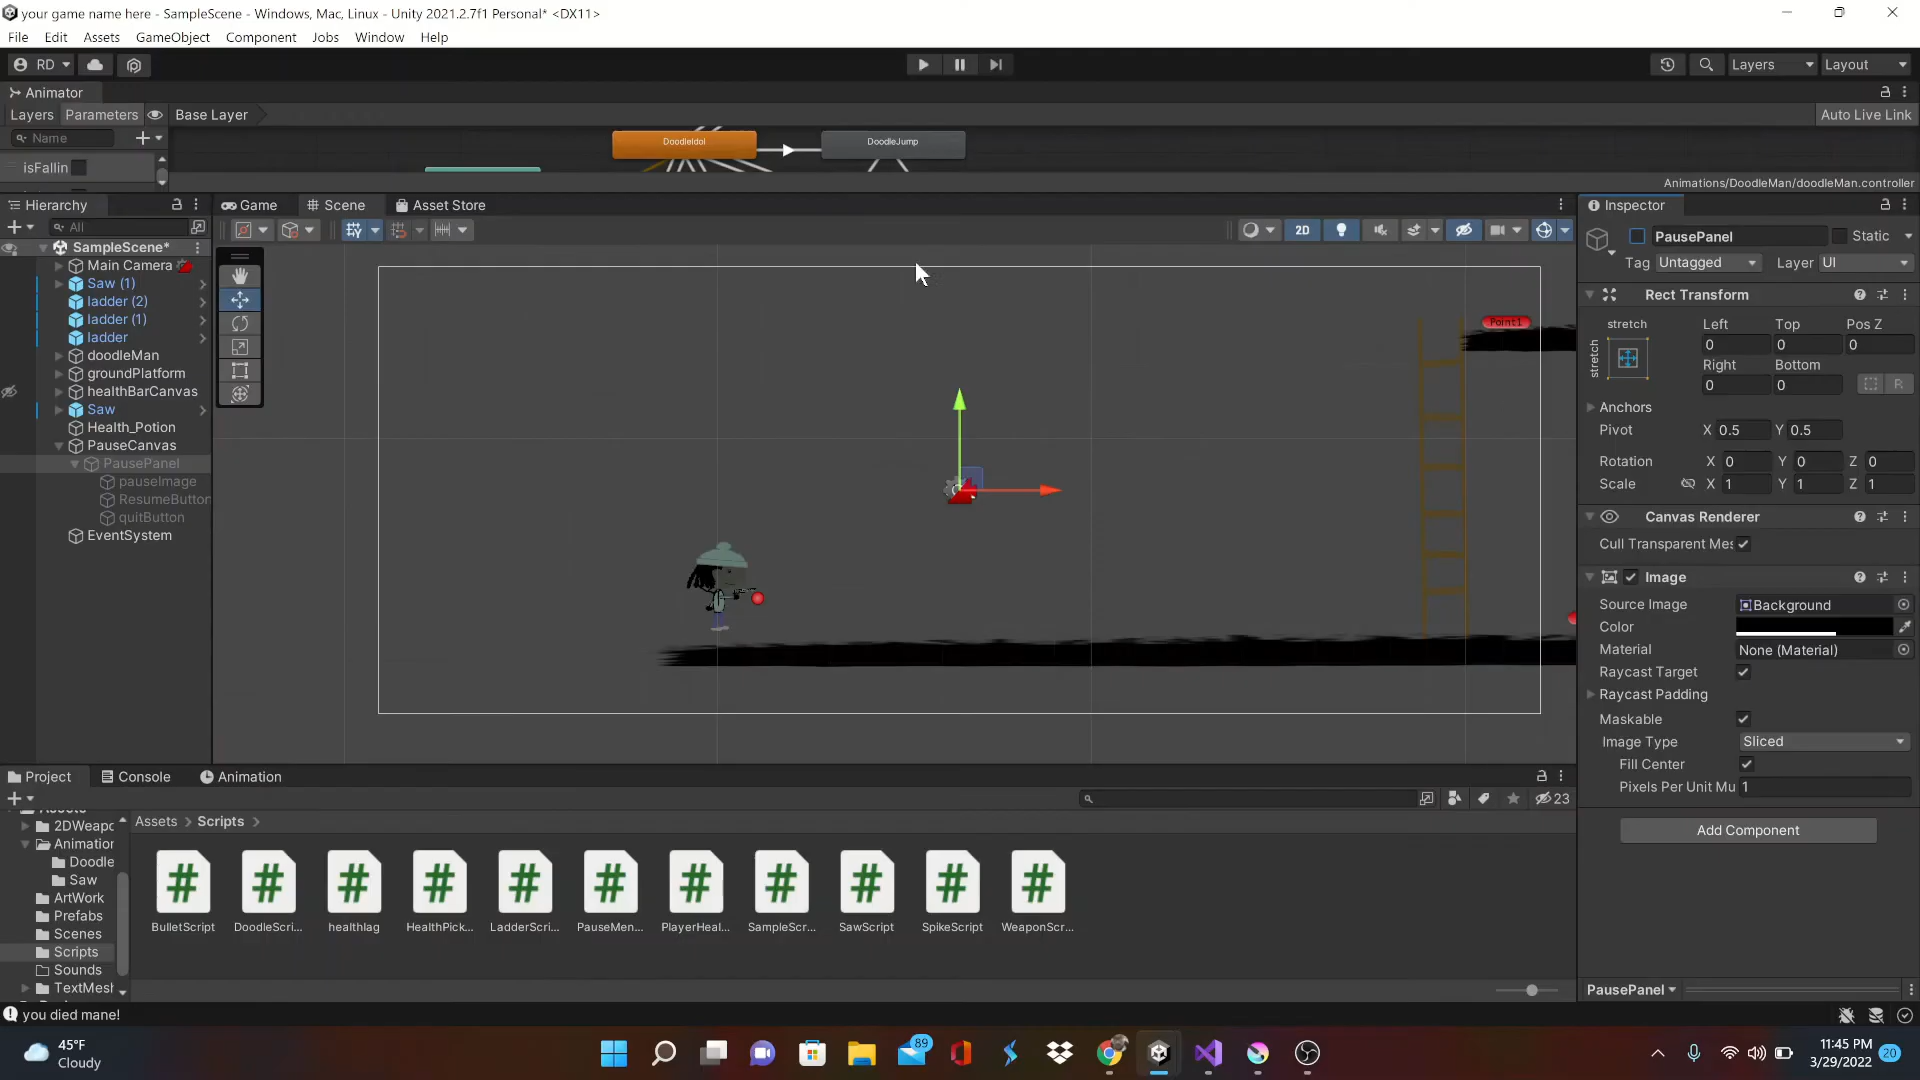 your game name here - SampleScene - Windows, Mac, Linux - Unity 2021.2.7f1 Personal* <DX11>
File Edit Assets GameObject Component Jobs Window Help
RD Layers Layout
Animator
Layers Parameters Base Layer Auto Live Link
Name
DoodleIdol DoodleJump
isFallin
Animations/DoodleMan/doodleMan.controller
Hierarchy Game Scene Asset Store Inspector
All 2D
PausePanel Static
SampleScene*
Tag Untagged Layer UI
Main Camera
Saw (1)
ladder (2)
ladder (1)
ladder
doodleMan
groundPlatform
healthBarCanvas
Saw
Health_Potion
PauseCanvas
PausePanel
pauseImage
ResumeButton
quitButton
EventSystem
Point1
Rect Transform
stretch Left Top Pos Z
stretch 0 0 0
Right Bottom
0 0 R
Anchors
Pivot X 0.5 Y 0.5
Rotation X 0 Y 0 Z 0
Scale X 1 Y 1 Z 1
Canvas Renderer
Cull Transparent Mes
Image
Source Image Background
Color
Material None (Material)
Raycast Target
Raycast Padding
Maskable
Image Type Sliced
Fill Center
Pixels Per Unit Mu 1
Add Component
PausePanel
Project Console Animation
23
Assets
2DWeapo
Animation
Doodle
Saw
ArtWork
Prefabs
Scenes
Scripts
Sounds
TextMesh
Assets > Scripts >
BulletScript DoodleScri... healthlag HealthPick... LadderScri... PauseMen... PlayerHeal... SampleScr... SawScript SpikeScript WeaponScr...
you died mane!
45°F
Cloudy
89
11:45 PM
3/29/2022
20